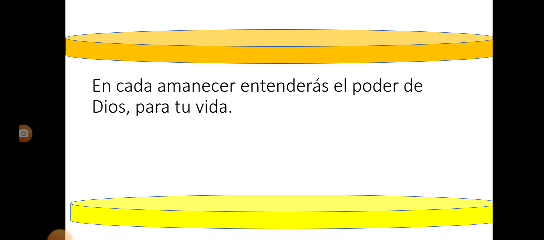 En cada amanecer entenderás el poder de
Dios, para tu vida.